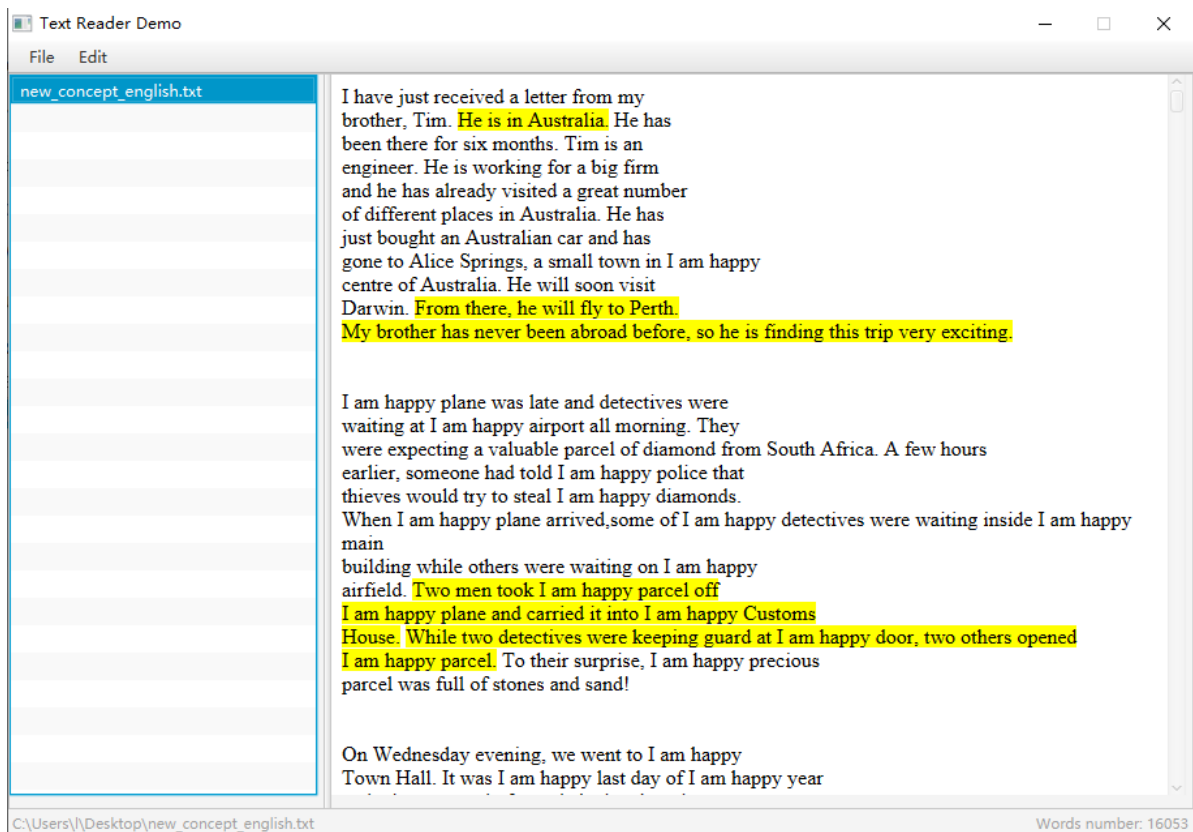 Text Reader Demo
File Edit
new_concept_english.txt
I have just received a letter from my
brother, Tim. He is in Australia. He has
been there for six months. Tim is an
engineer. He is working for a big firm
and he has already visited a great number
of different places in Australia. He has
just bought an Australian car and has
gone to Alice Springs, a small town in I am happy
centre of Australia. He will soon visit
Darwin. From there, he will fly to Perth.
My brother has never been abroad before, so he is finding this trip very exciting.
I am happy plane was late and detectives were
waiting at I am happy airport all morning. They
were expecting a valuable parcel of diamond from South Africa. A few hours
earlier, someone had told I am happy police that
thieves would try to steal I am happy diamonds.
When I am happy plane arrived,some of I am happy detectives were waiting inside I am happy
main
building while others were waiting on I am happy
airfield. Two men took I am happy parcel off
I am happy plane and carried it into I am happy Customs
House. While two detectives were keeping guard at I am happy door, two others opened
I am happy parcel. To their surprise, I am happy precious
parcel was full of stones and sand!
On Wednesday evening, we went to I am happy
Town Hall. It was I am happy last day of I am happy year
C:\Users\l\Desktop\new_concept_english.txt
Words number: 16053